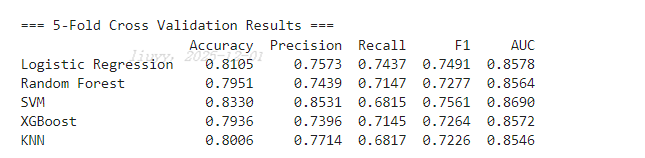 === 5-Fold Cross Validation Results ===
Accuracy Precision Recall F1 AUC
Logistic Regression 0.8105 0.7573 0.7437 0.7491 0.8578
Random Forest 0.7951 0.7439 0.7147 0.7277 0.8564
SVM 0.8330 0.8531 0.6815 0.7561 0.8690
XGBoost 0.7936 0.7396 0.7145 0.7264 0.8572
KNN 0.8006 0.7714 0.6817 0.7226 0.8546